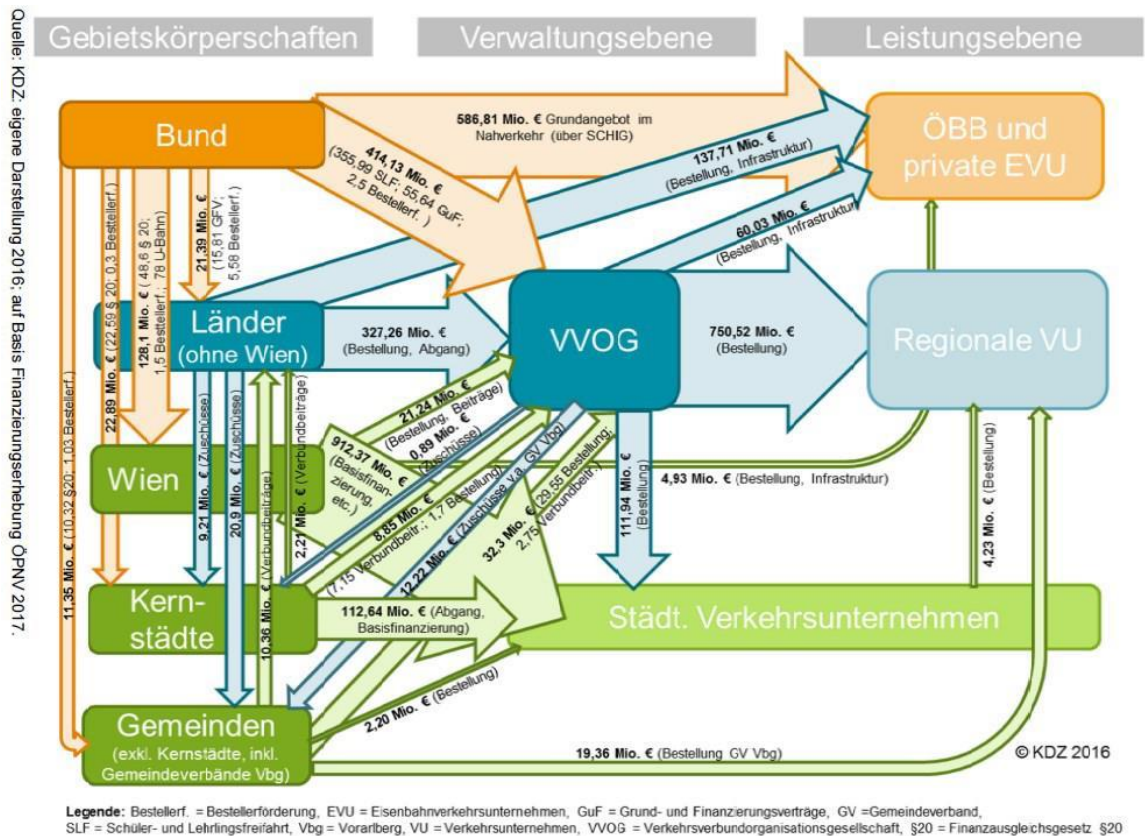 Quelle: KDZ: eigene Darstellung 2016; auf Basis Finanzierungserhebung ÖPNV 2017.
Gebietskörperschaften
Verwaltungsebene
Leistungsebene
Bund
586,81 Mio. € Grundangebot im
Nahverkehr (über SCHIG)
ÖBB und
private EVU
414,13 Mio. €
(355,99 SLF; 55,64 GuF;
2,5 Bestellerf. )
137,71 Mio. €
(Bestellung, Infrastruktur)
60,03 Mio. €
(Bestellung, Infrastruktur)
11,35 Mio. € (10,32 §20; 1,03 Bestellerf.)
22,89 Mio. € (22,59 § 20; 0,3 Besttellerf.)
128,1 Mio. € ( 48,6 § 20;
1,5 Bestellerf.; 78 U-Bahn)
21,39 Mio. €
(15,81 GFV;
5,58 Bestellerf.)
Länder
(ohne Wien)
327,26 Mio. €
(Bestellung, Abgang)
VVOG
750,52 Mio. €
(Bestellung)
Regionale VU
9,21 Mio. € (Zuschüsse)
20,9 Mio. € (Zuschüsse)
10,36 Mio. € (Verbundbeiträge)
2,21 Mio. € (Verbundbeiträge)
Wien
21,24 Mio. €
(Bestellung, Beiträge)
0,89 Mio. €
(Zuschüsse)
912,37 Mio. €
(Basisfinan-
zierung,
etc.)
8,85 Mio. €
(7,15 Verbundbeitr.; 1,7 Bestellung)
12,22 Mio. € (Zuschüsse v.a. GV Vbg)
32,3 Mio. € (29,55 Bestellung;
2,75 Verbundbeitr.)
111,94 Mio. €
(Bestellung)
4,93 Mio. € (Bestellung, Infrastruktur)
4,23 Mio. € (Bestellung)
Kern-
städte
112,64 Mio. € (Abgang,
Basisfinanzierung)
Städt. Verkehrsunternehmen
Gemeinden
(exkl. Kernstädte, inkl.
Gemeindeverbände Vbg)
2,20 Mio. € (Bestellung)
19,36 Mio. € (Bestellung GV Vbg)
© KDZ 2016
Legende: Bestellerf. = Bestellerförderung, EVU = Eisenbahnverkehrsunternehmen, GuF = Grund- und Finanzierungsverträge, GV =Gemeindeverband,
SLF = Schüler- und Lehrlingsfreifahrt, Vbg = Vorarlberg, VU = Verkehrsunternehmen, VVOG = Verkehrsverbundorganisationsgesellschaft, §20 = Finanzausgleichsgesetz §20